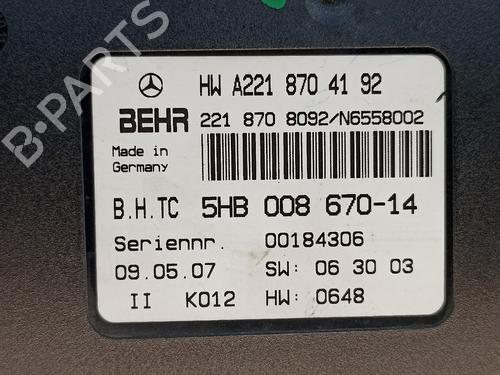 HW A221 870 41 92
BEHR 221 870 8092/N6558002
Made in
Germany
B.H.TC 5HB 008 670-14
Seriennr. 00184306
09.05.07 SW: 06 30 03
II K012 HW: 0648
B-PARTS